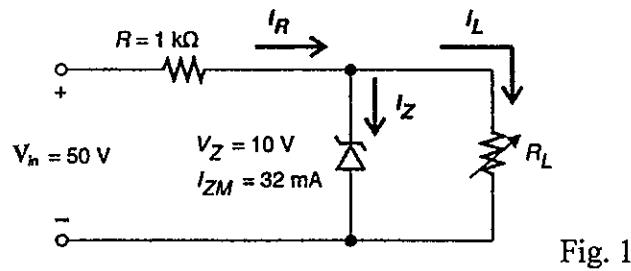 I_R
I_L
R = 1 kΩ
+
I_Z
V_in = 50 V
V_Z = 10 V
I_ZM = 32 mA
R_L
−
Fig. 1